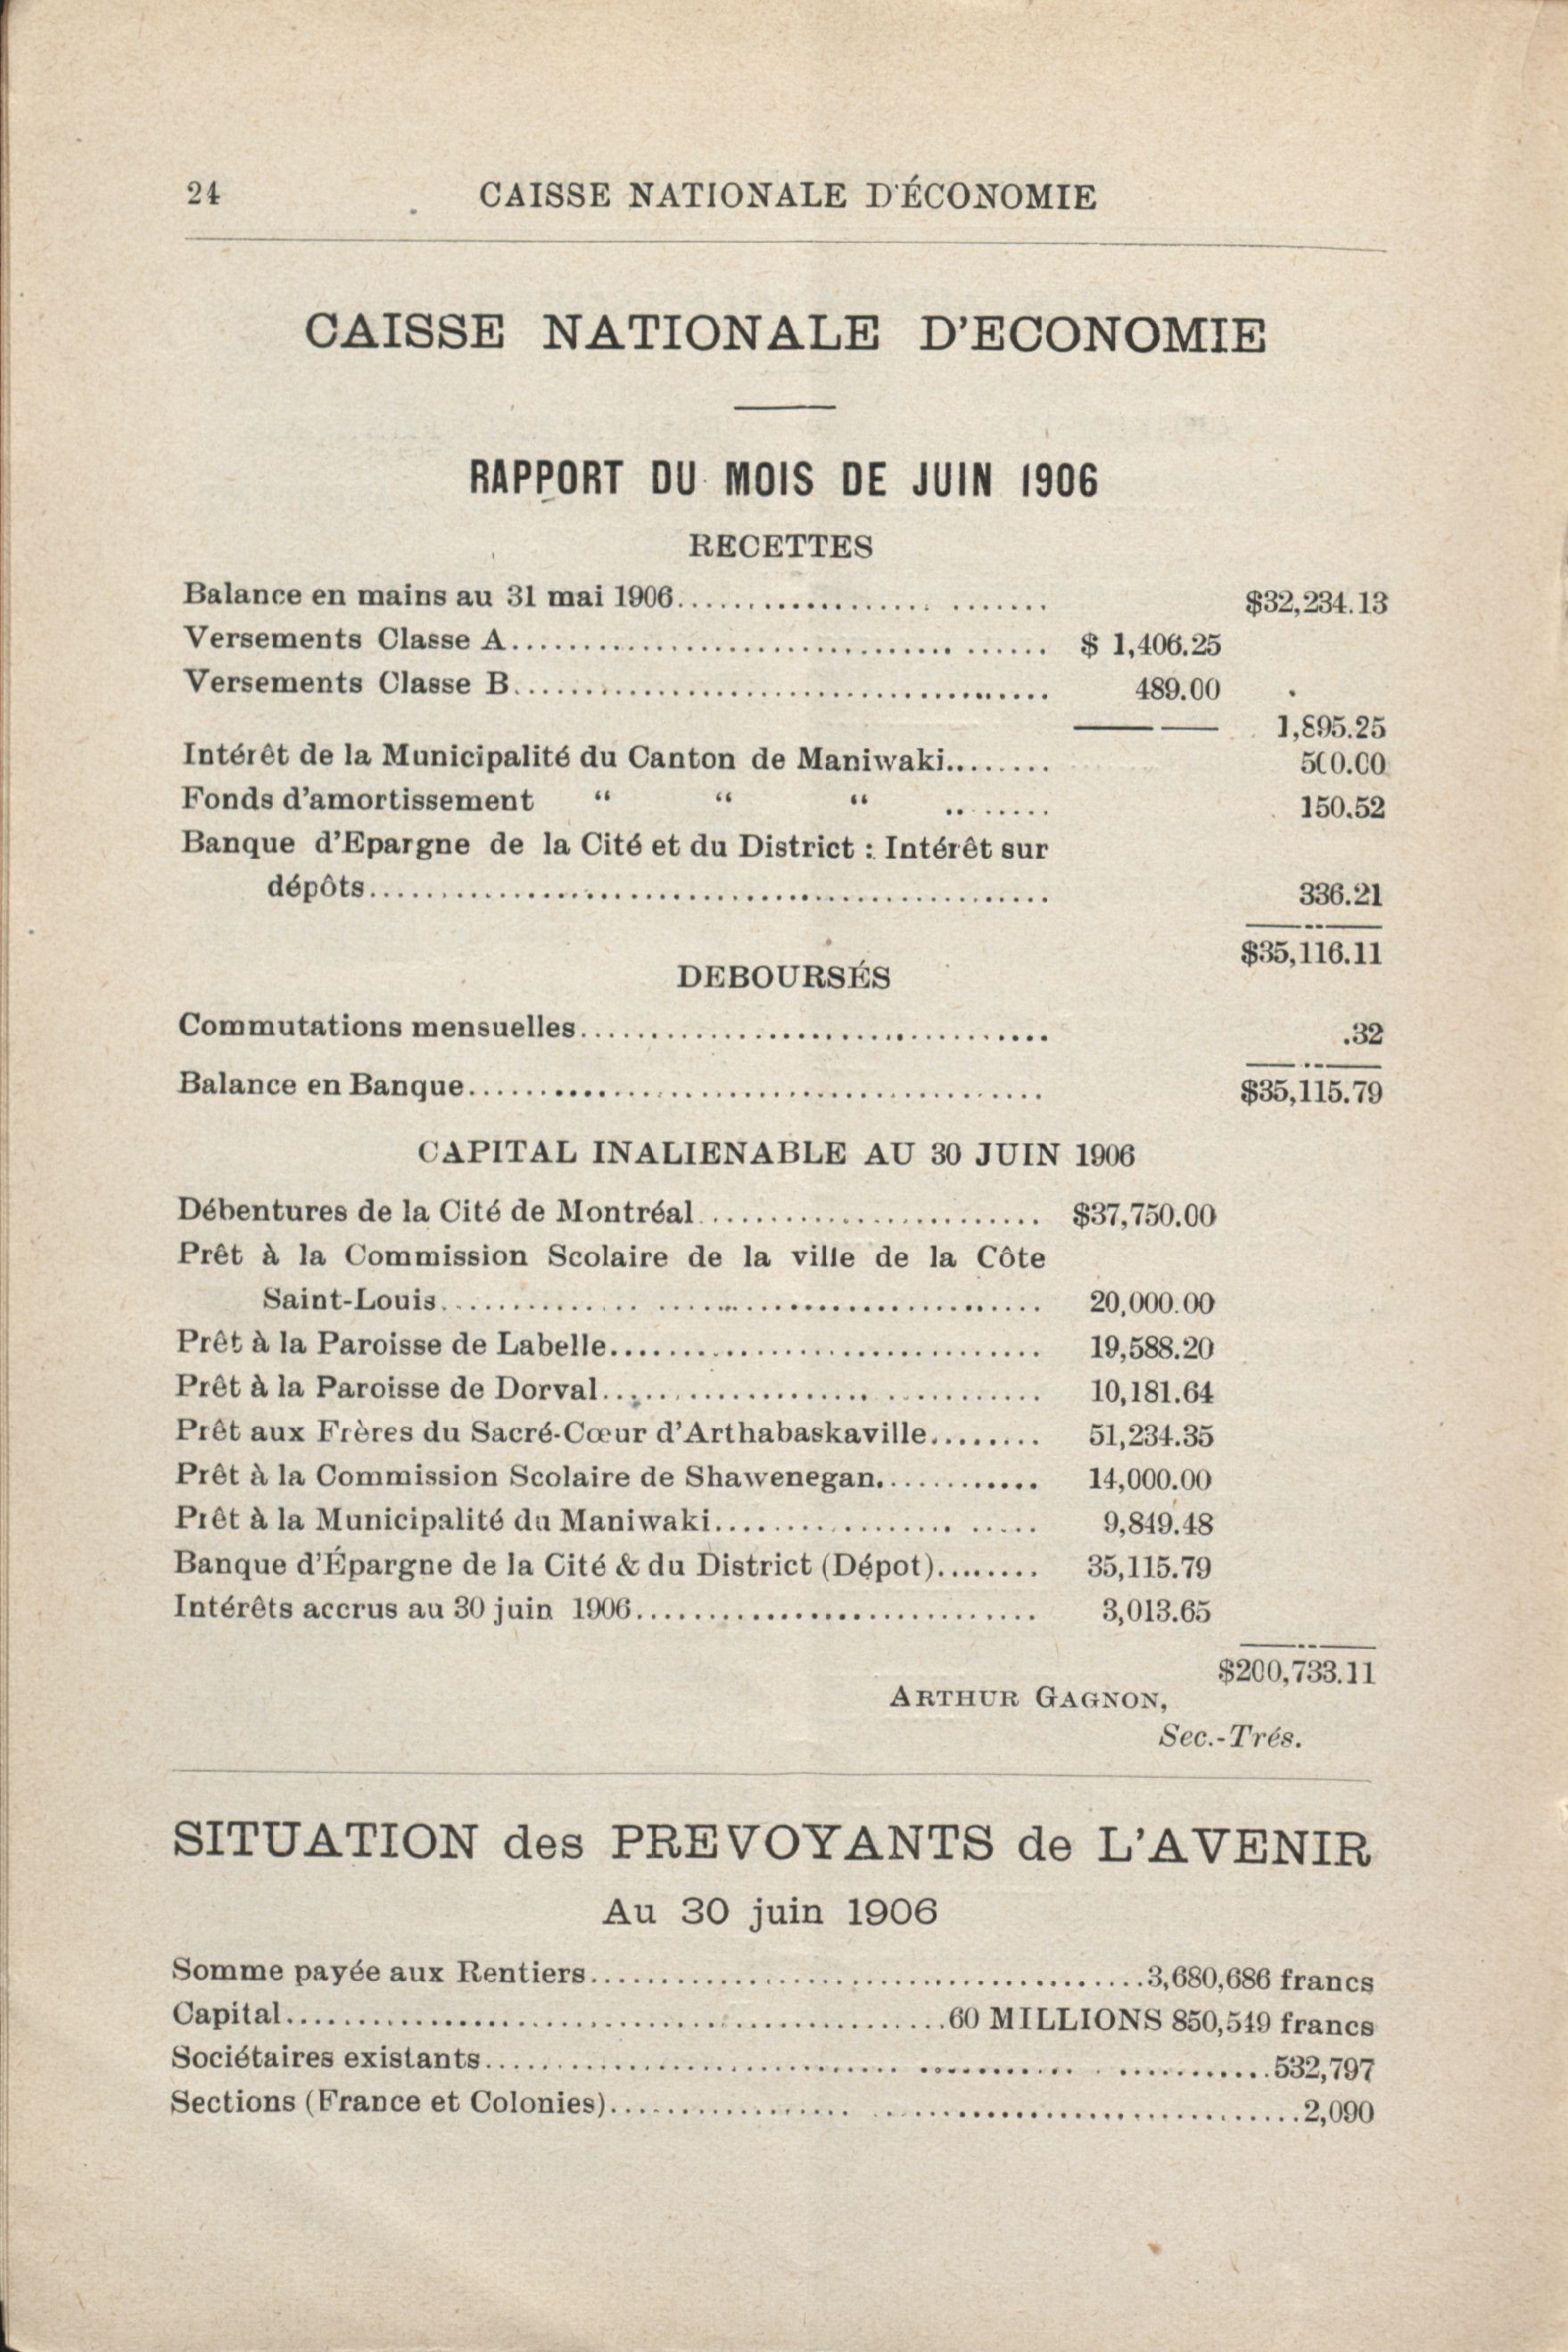 24 CAISSE NATIONALE D'ÉCONOMIE
CAISSE NATIONALE D'ECONOMIE
RAPPORT DU MOIS DE JUIN 1906
RECETTES
Balance en mains au 31 mai 1906.................... ....... $32,234.13
Versements Classe A................................ ...... $ 1,406.25
Versements Classe B...................................... 489.00
1,895.25
Intérêt de la Municipalité du Canton de Maniwaki........ 500.00
Fonds d'amortissement “ “ “ ........ 150.52
Banque d'Epargne de la Cité et du District : Intérêt sur
dépôts................................................ 336.21
$35,116.11
DEBOURSÉS
Commutations mensuelles................................. .32
Balance en Banque........................................ $35,115.79
CAPITAL INALIENABLE AU 30 JUIN 1906
Débentures de la Cité de Montréal........................ $37,750.00
Prêt à la Commission Scolaire de la ville de la Côte
Saint-Louis.............. ........................... 20,000.00
Prêt à la Paroisse de Labelle.............................. 19,588.20
Prêt à la Paroisse de Dorval................... ........... 10,181.64
Prêt aux Frères du Sacré-Cœur d'Arthabaskaville........ 51,234.35
Prêt à la Commission Scolaire de Shawenegan............ 14,000.00
Prêt à la Municipalité du Maniwaki................. ..... 9,849.48
Banque d'Épargne de la Cité & du District (Dépot)........ 35,115.79
Intérêts accrus au 30 juin 1906............................ 3,013.65
$200,733.11
ARTHUR GAGNON,
Sec.-Trés.
SITUATION des PREVOYANTS de L'AVENIR
Au 30 juin 1906
Somme payée aux Rentiers.......................................3,680,686 francs
Capital..............................................60 MILLIONS 850,549 francs
Sociétaires existants............................. ........... . ...........532,797
Sections (France et Colonies)................. ..............................2,090